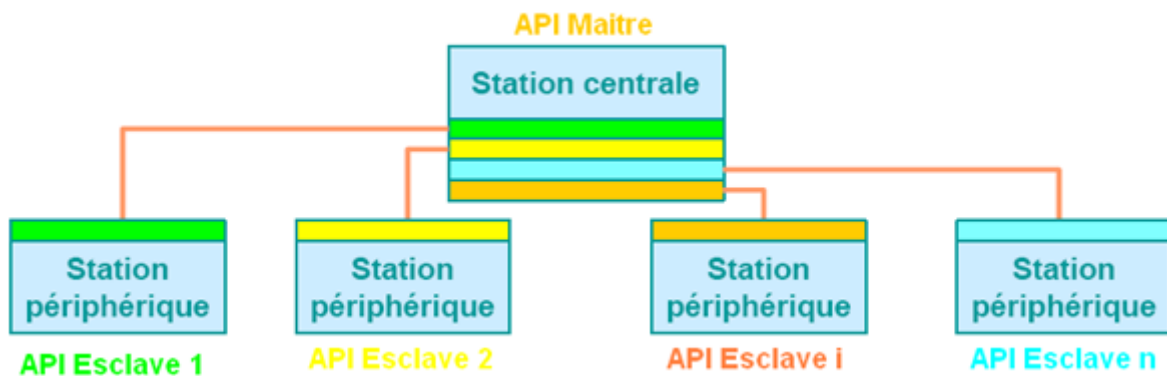 API Maitre
Station centrale
Station
périphérique
API Esclave 1
Station
périphérique
API Esclave 2
Station
périphérique
API Esclave i
Station
périphérique
API Esclave n